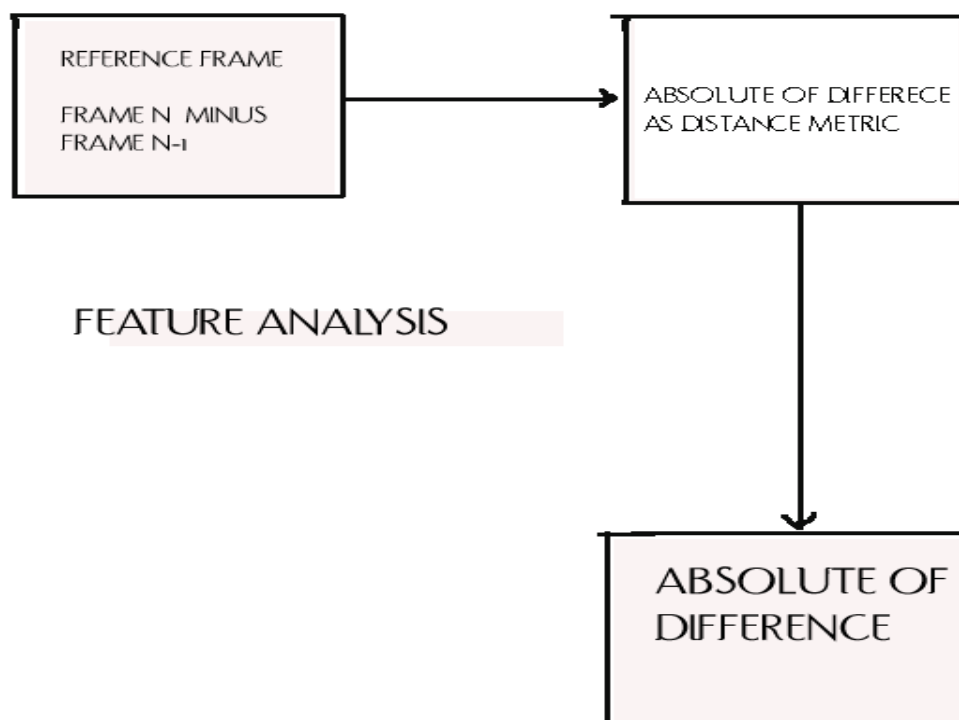 REFERENCE FRAME
FRAME N MINUS
FRAME N-1
ABSOLUTE OF DIFFERECE
AS DISTANCE METRIC
FEATURE ANALYSIS
ABSOLUTE OF
DIFFERENCE